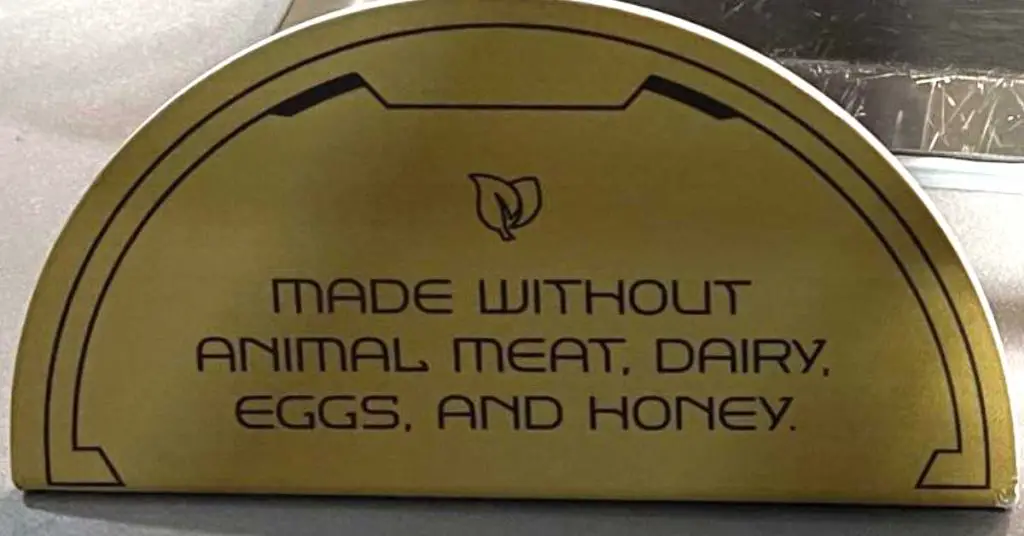 MADE WITHOUT
ANIMAL MEAT, DAIRY,
EGGS, AND HONEY.